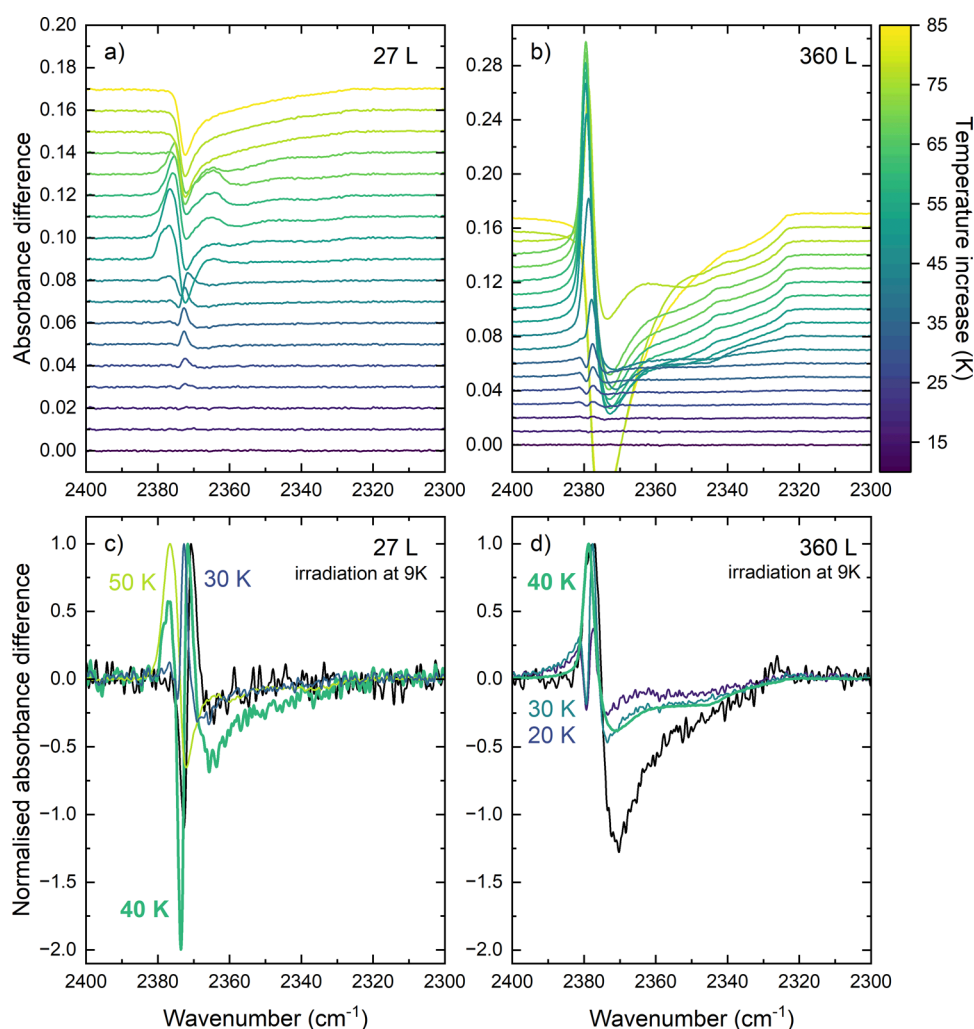 a)
27 L
0.20
0.18
0.16
0.14
0.12
0.10
0.08
0.06
0.04
0.02
0.00
Absorbance difference
2400 2380 2360 2340 2320 2300
b)
360 L
0.28
0.24
0.20
0.16
0.12
0.08
0.04
0.00
2400 2380 2360 2340 2320 2300
85
75
65
55
45
35
25
15
Temperature increase (K)
c)
27 L
irradiation at 9K
50 K
30 K
40 K
1.0
0.5
0.0
−0.5
−1.0
−1.5
−2.0
Normalised absorbance difference
2400 2380 2360 2340 2320 2300
Wavenumber (cm⁻¹)
d)
360 L
irradiation at 9K
40 K
30 K
20 K
1.0
0.5
0.0
−0.5
−1.0
−1.5
−2.0
2400 2380 2360 2340 2320 2300
Wavenumber (cm⁻¹)